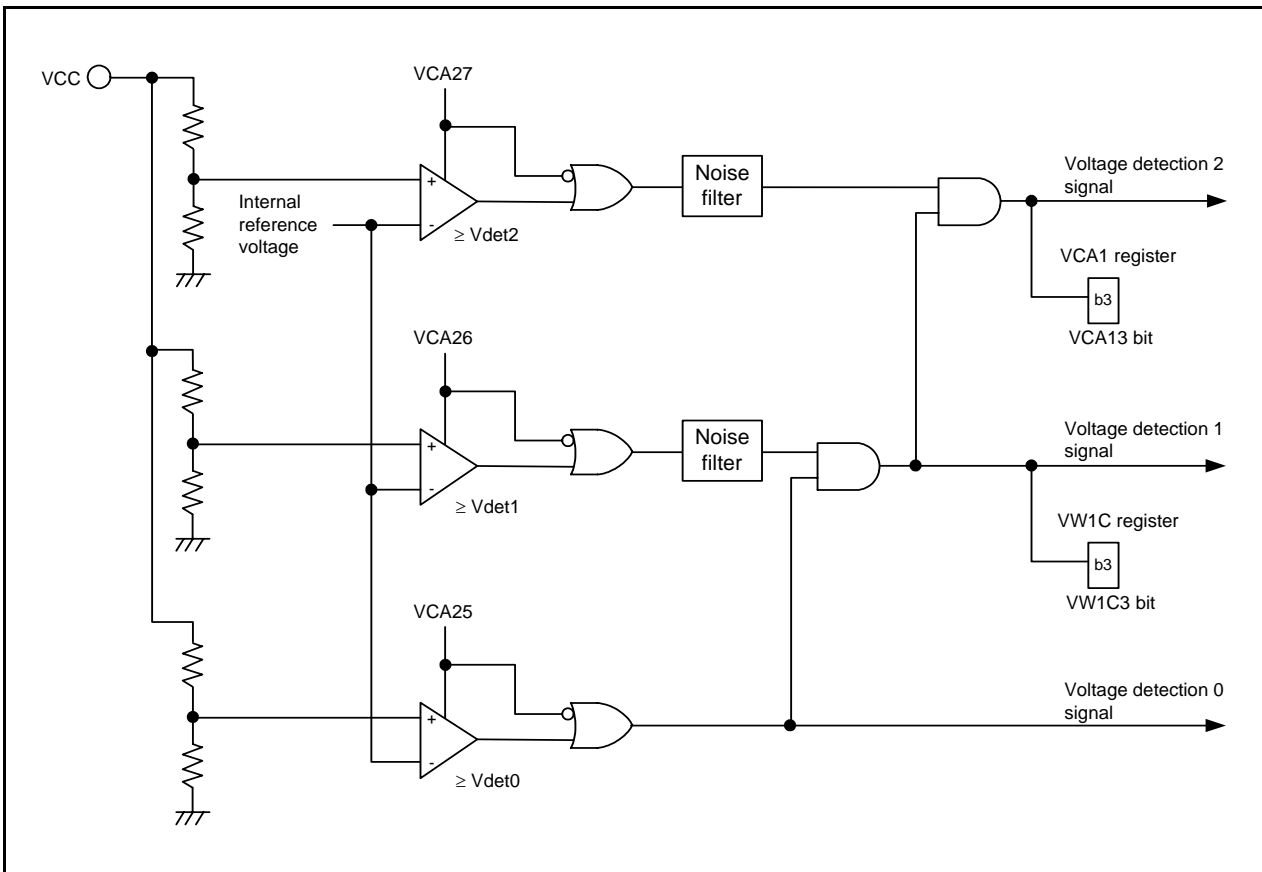 VCC
VCA27
+
-
≥ Vdet2
Internal
reference
voltage
Noise
filter
Voltage detection 2
signal
VCA1 register
b3
VCA13 bit
VCA26
+
-
≥ Vdet1
Noise
filter
Voltage detection 1
signal
VW1C register
b3
VW1C3 bit
VCA25
+
-
≥ Vdet0
Voltage detection 0
signal